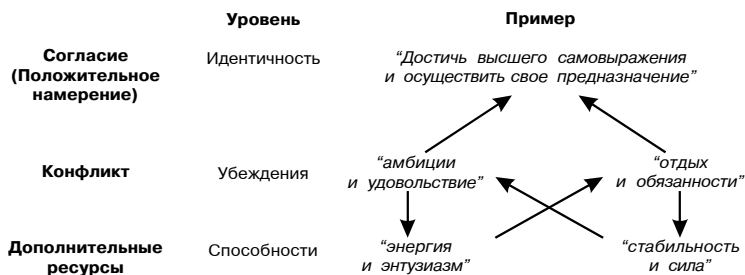 Уровень Пример
Согласие
(Положительное
намерение)
Идентичность
“Достичь высшего самовыражения
и осуществить свое предназначение”
Конфликт
Убеждения
“амбиции
и удовольствие”
“отдых
и обязанности”
Дополнительные
ресурсы
Способности
“энергия
и энтузиазм”
“стабильность
и сила”